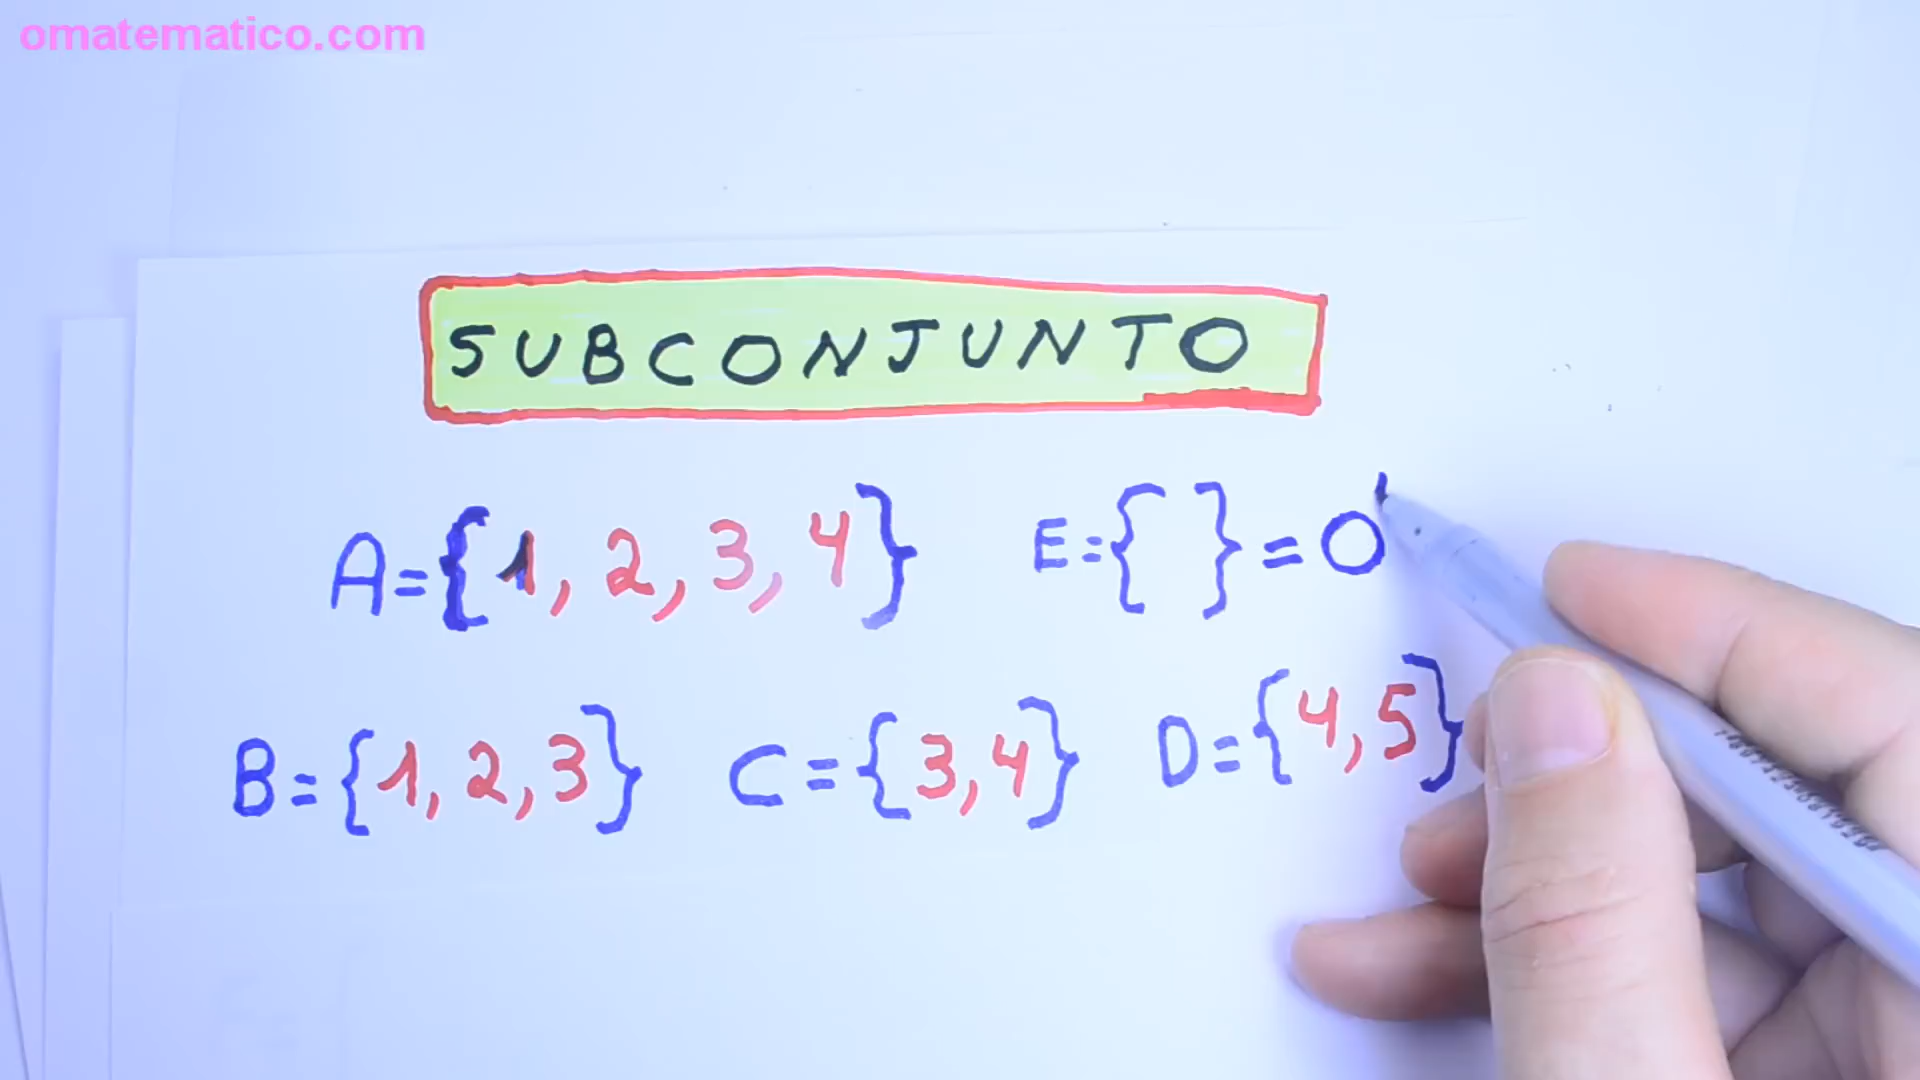 omatematico.com
SUBCONJUNTO
A={1, 2, 3, 4} E={ }=O
B={1, 2, 3} C={3,4} D={4,5}